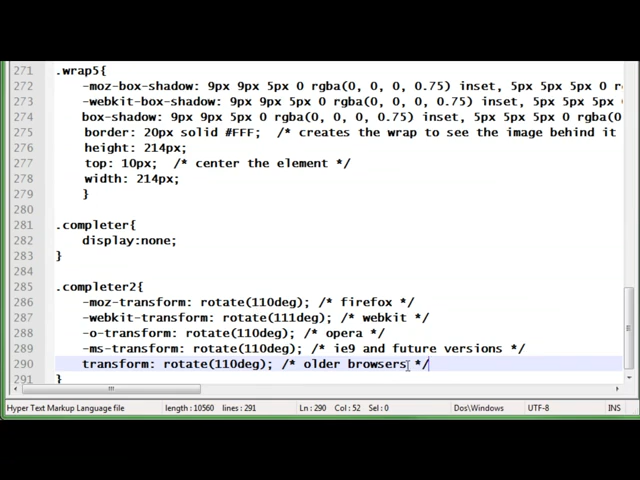 271 .wrap5{
272 -moz-box-shadow: 9px 9px 5px 0 rgba(0, 0, 0, 0.75) inset, 5px 5px 5px 0 r
273 -webkit-box-shadow: 9px 9px 5px 0 rgba(0, 0, 0, 0.75) inset, 5px 5px 5px
274 box-shadow: 9px 9px 5px 0 rgba(0, 0, 0, 0.75) inset, 5px 5px 5px 0 rgba(0
275 border: 20px solid #FFF; /* creates the wrap to see the image behind it
276 height: 214px;
277 top: 10px; /* center the element */
278 width: 214px;
279 }
280
281 .completer{
282 display:none;
283 }
284
285 .completer2{
286 -moz-transform: rotate(110deg); /* firefox */
287 -webkit-transform: rotate(111deg); /* webkit */
288 -o-transform: rotate(110deg); /* opera */
289 -ms-transform: rotate(110deg); /* ie9 and future versions */
290 transform: rotate(110deg); /* older browsers */
291 }
Hyper Text Markup Language file length : 10560 lines : 291 Ln : 290 Col : 52 Sel : 0 Dos\Windows UTF-8 INS